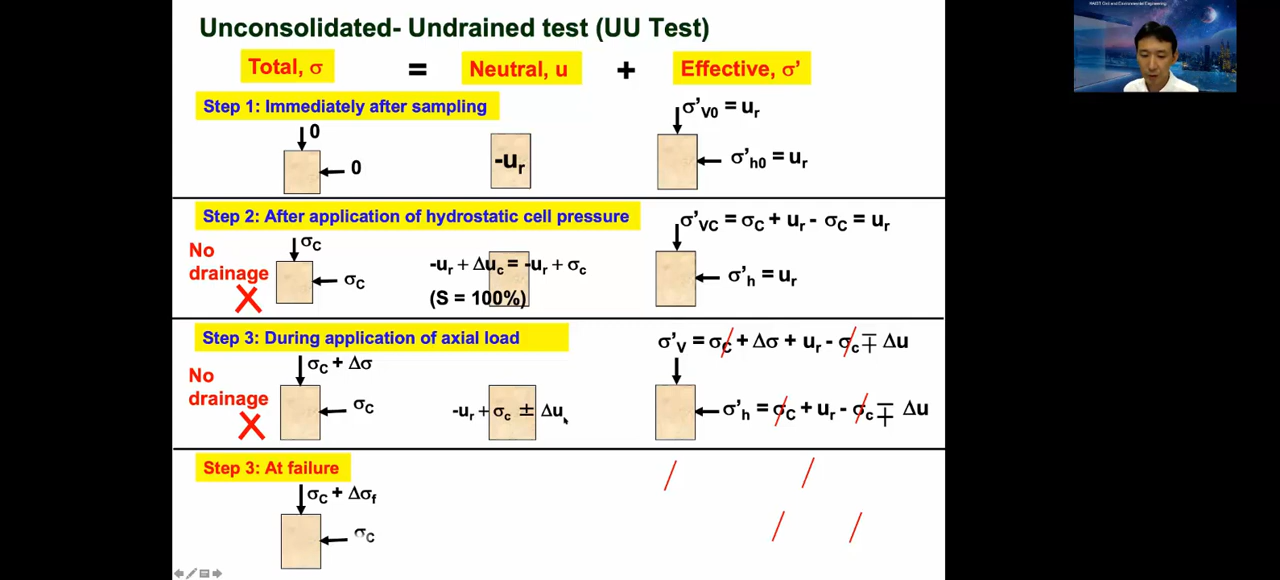 Unconsolidated- Undrained test (UU Test)
Total, σ = Neutral, u + Effective, σ'
Step 1: Immediately after sampling
0
0
-uᵣ
σ'V0 = uᵣ
σ'h0 = uᵣ
Step 2: After application of hydrostatic cell pressure
No
drainage
σC
σC
-uᵣ + Δuc = -uᵣ + σc
(S = 100%)
σ'VC = σC + uᵣ - σC = uᵣ
σ'h = uᵣ
Step 3: During application of axial load
No
drainage
σC + Δσ
σC
-uᵣ + σc ± Δu
σ'V = σC + Δσ + uᵣ - σc ∓ Δu
σ'h = σC + uᵣ - σc ∓ Δu
Step 3: At failure
σC + Δσf
σC